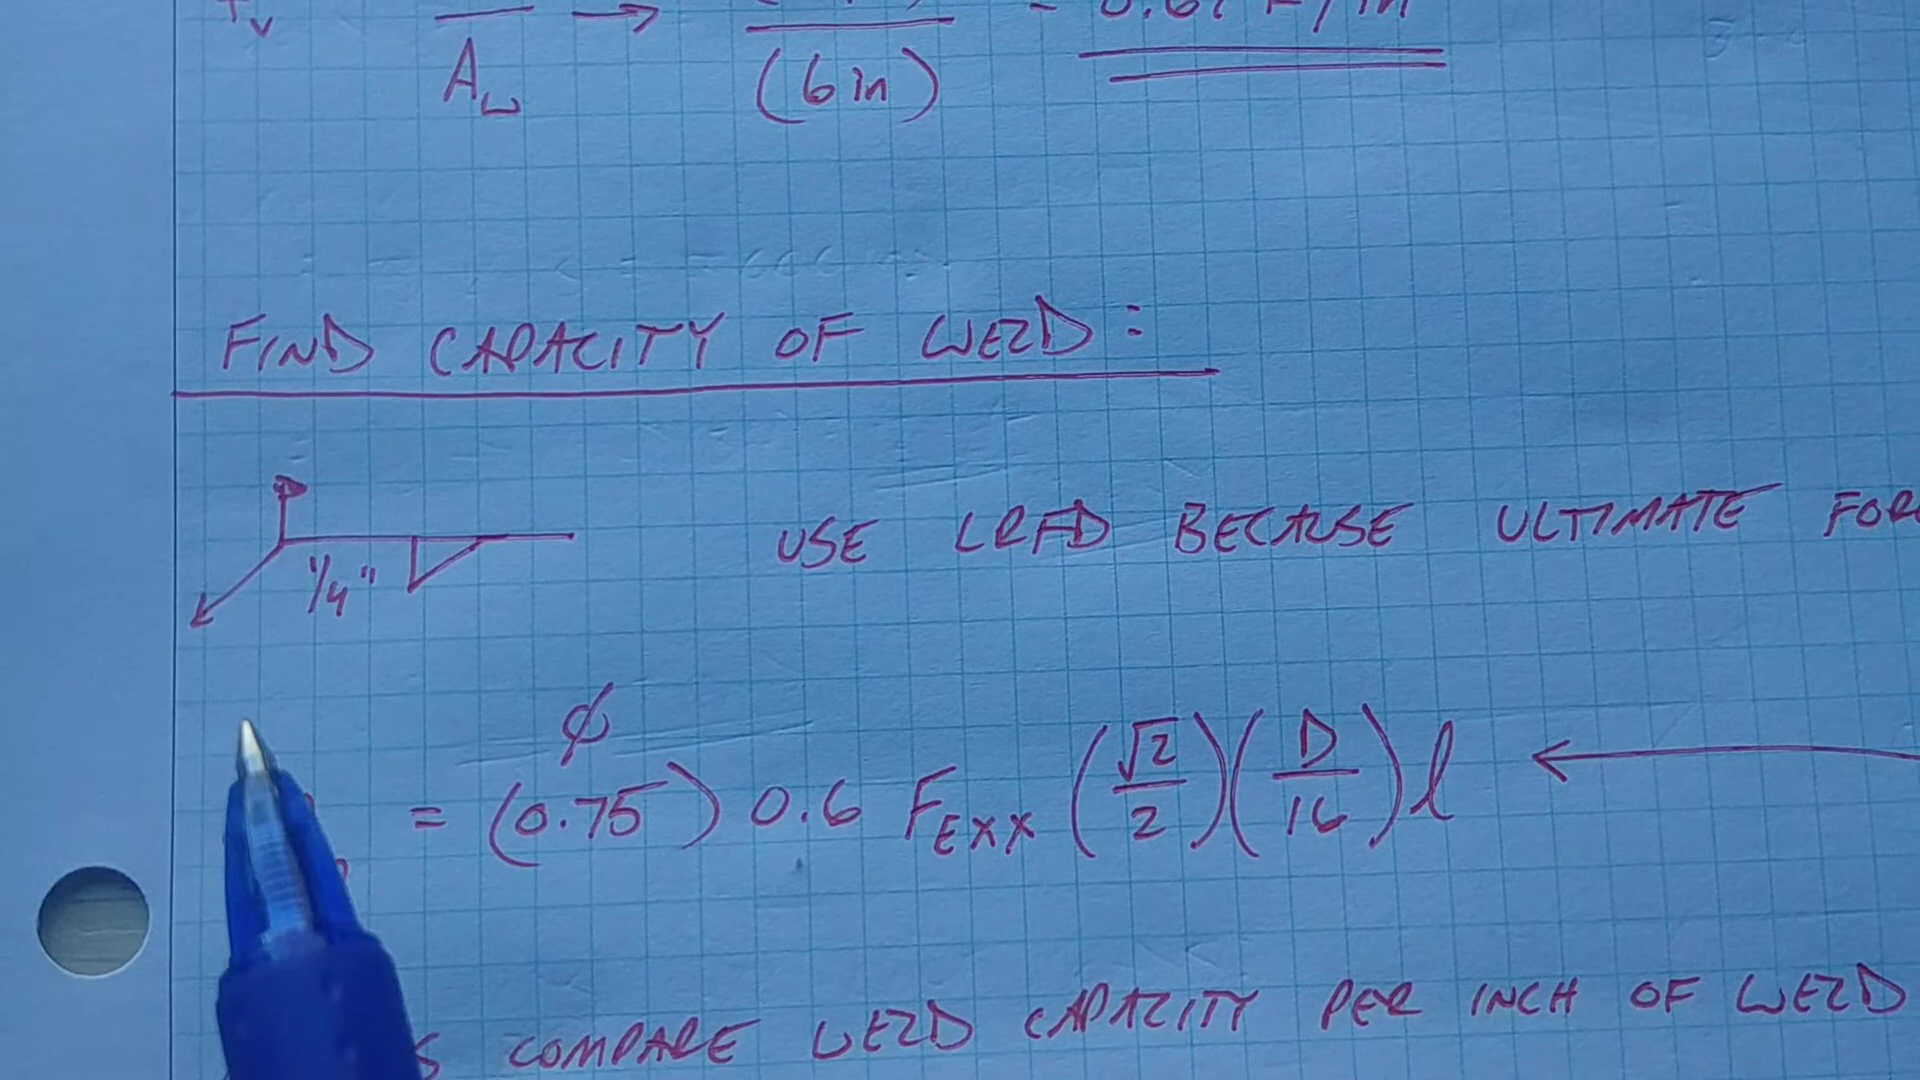 Aw → (6 in)
FIND CAPACITY OF WELD:
1/4" USE LRFD BECAUSE ULTIMATE
ϕ
= (0.75) 0.6 FEXX (√2/2)(D/16) l ←
COMPARE WELD CAPACITY PER INCH OF WELD